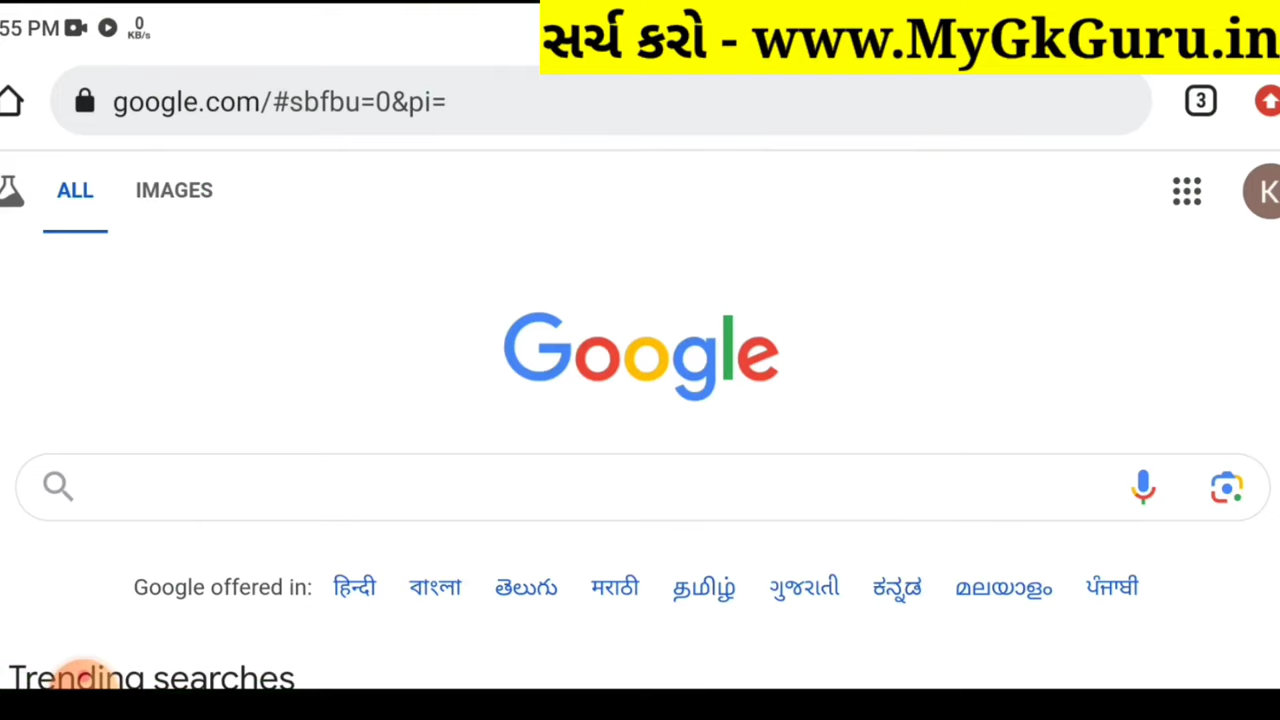 55 PM 0 KB/s
સર્ચ કરો - www.MyGkGuru.in
google.com/#sbfbu=0&pi=
3
ALL IMAGES
K
Google
Google offered in: हिन्दी বাংলা తెలుగు मराठी தமிழ் ગુજરાતી ಕನ್ನಡ മലയാളം ਪੰਜਾਬੀ
Trending searches